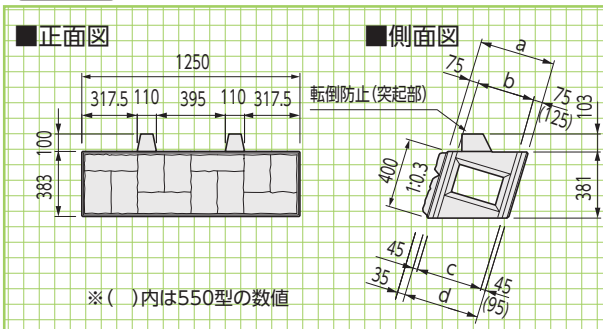 ■正面図
1250
317.5 110 395 110 317.5
100
383
※( )内は550型の数値
■側面図
a
75 b 75
(125)
103
転倒防止(突起部)
400
1:0.3
381
45 c 45
35 d (95)